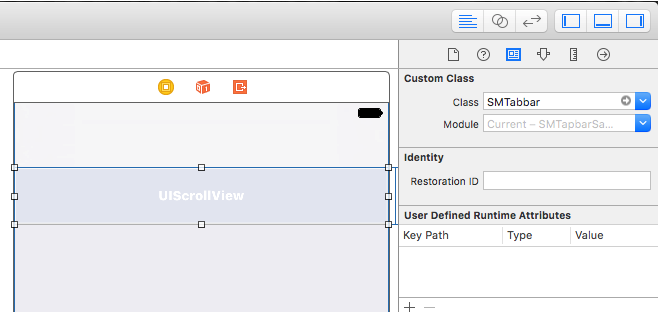 Custom Class
Class SMTabbar
Module Current – SMTapbarSa...
Identity
Restoration ID
UIScrollView
User Defined Runtime Attributes
Key Path Type Value